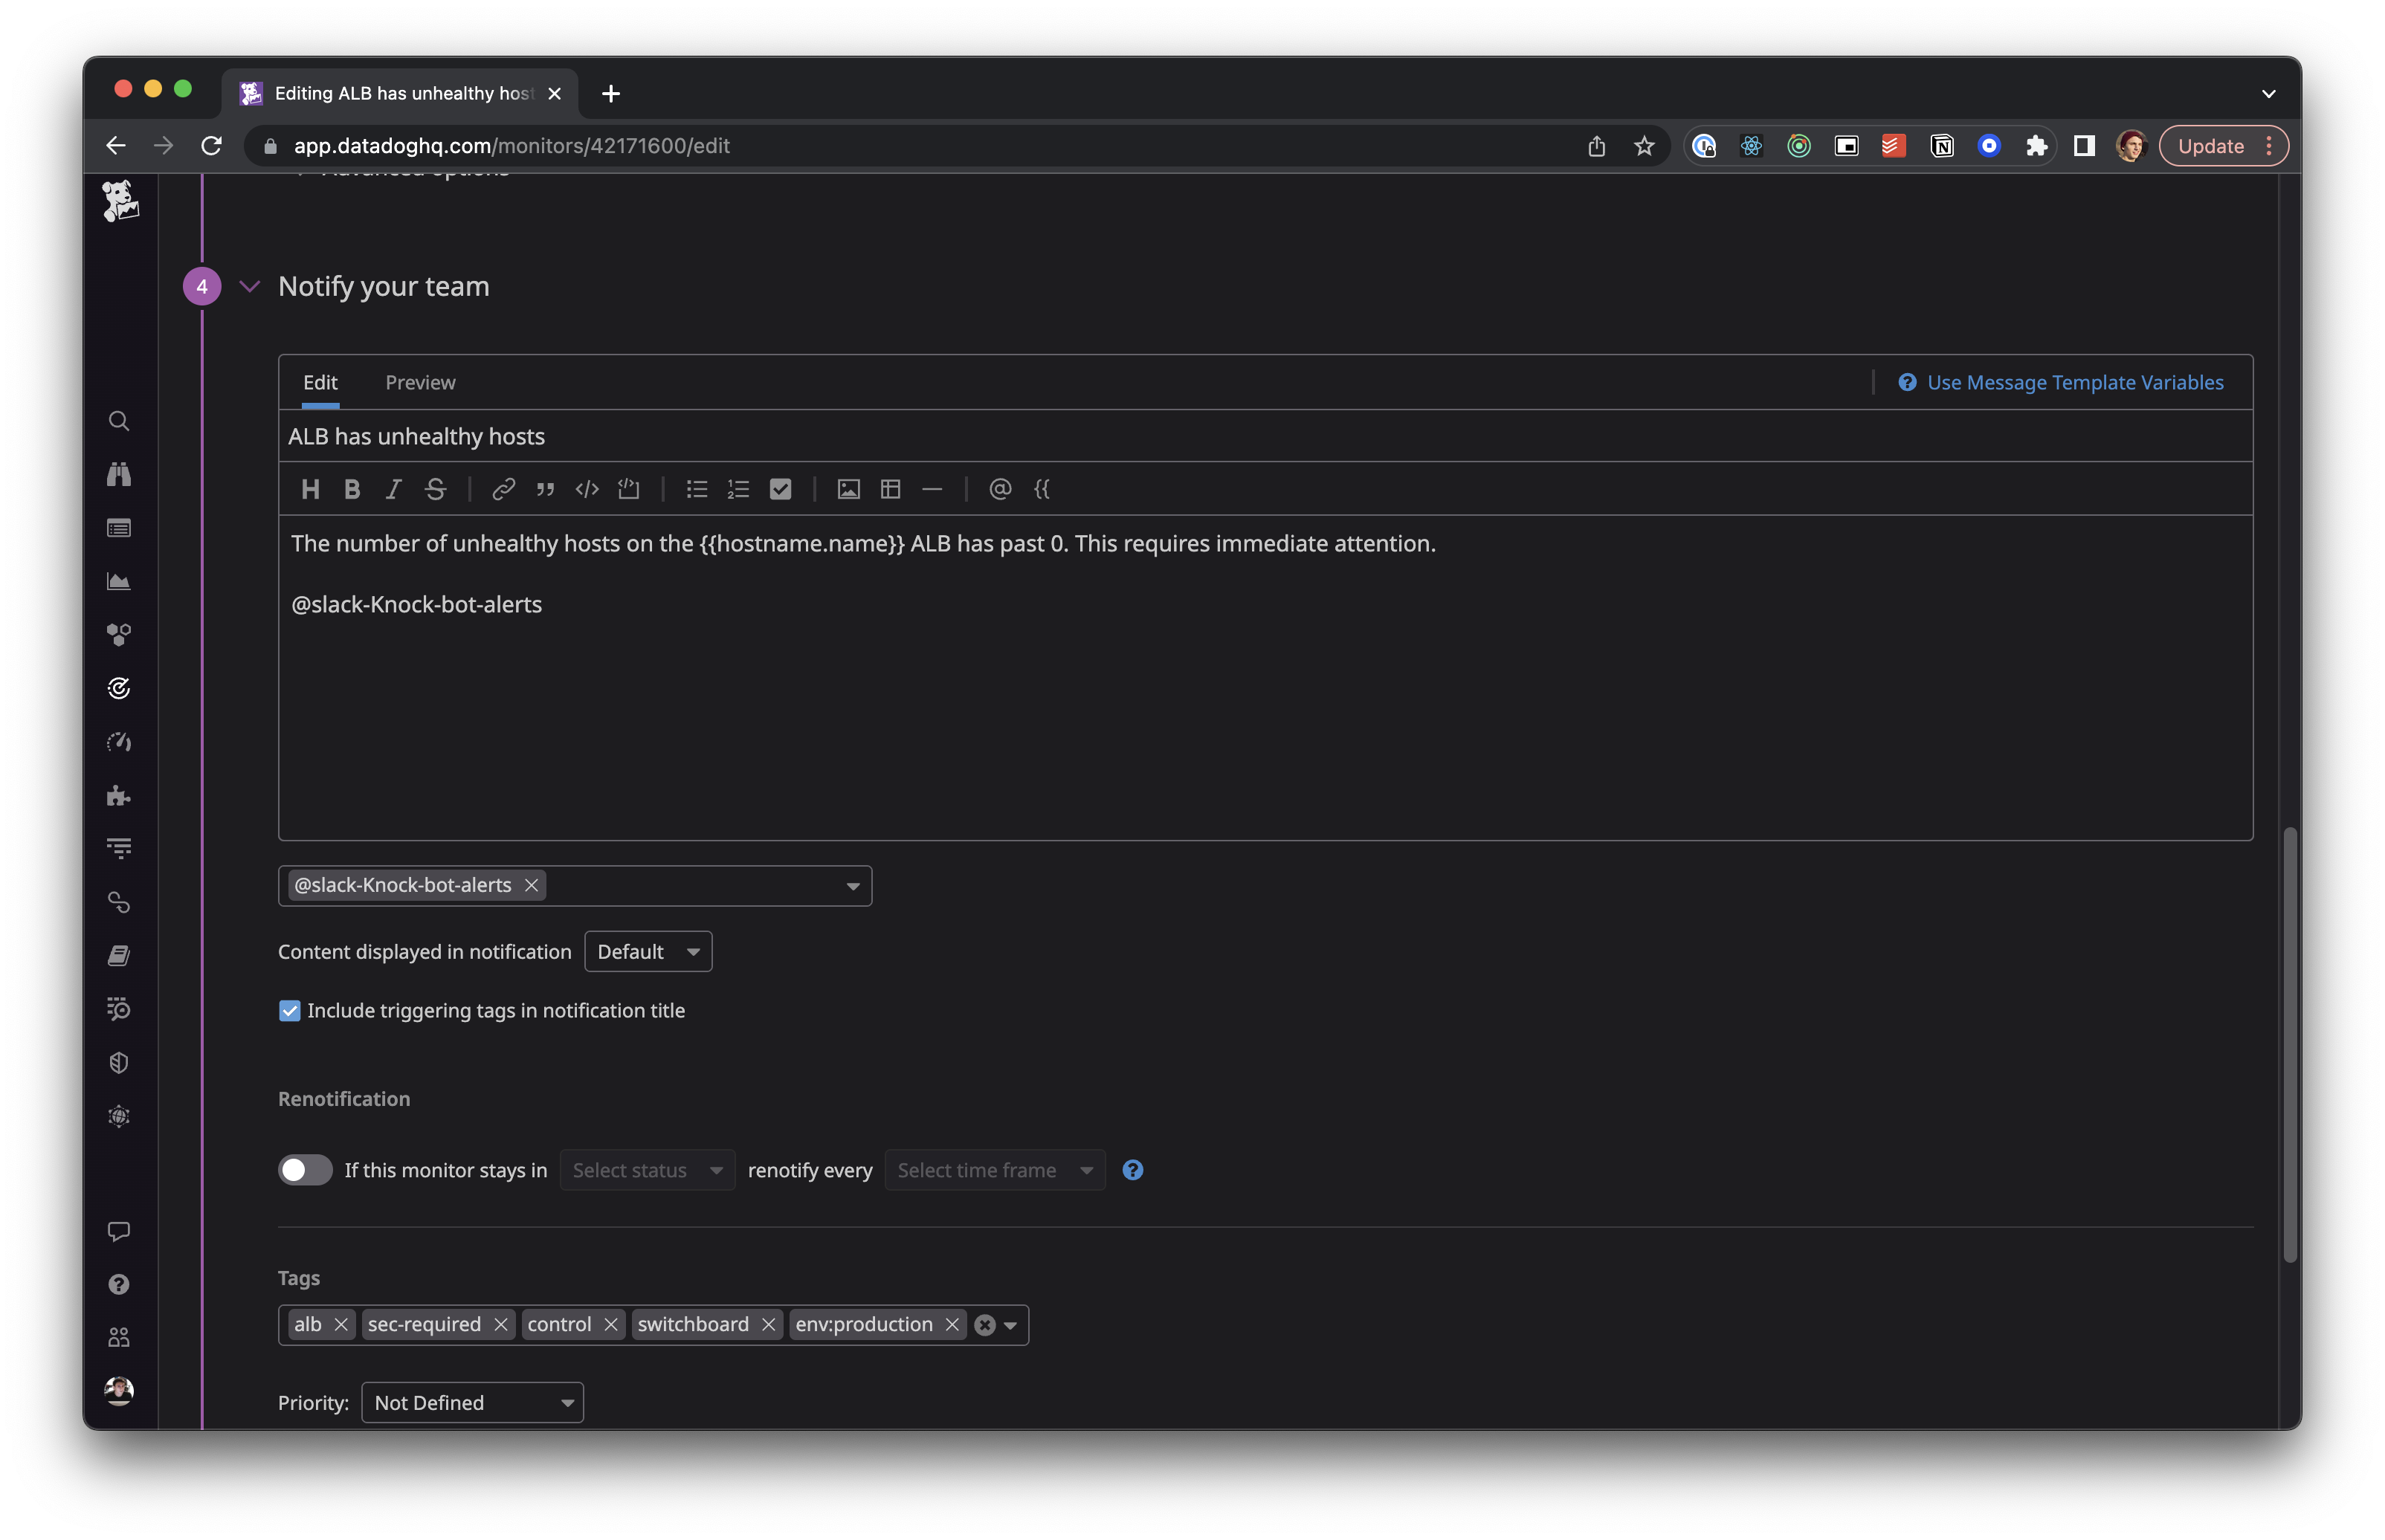 Editing ALB has unhealthy host
app.datadoghq.com/monitors/42171600/edit
Update
Advanced options
4 Notify your team
Edit Preview Use Message Template Variables
ALB has unhealthy hosts
H B I S @ {{
The number of unhealthy hosts on the {{hostname.name}} ALB has past 0. This requires immediate attention.
@slack-Knock-bot-alerts
@slack-Knock-bot-alerts
Content displayed in notification Default
Include triggering tags in notification title
Renotification
If this monitor stays in Select status renotify every Select time frame
Tags
alb sec-required control switchboard env:production
Priority: Not Defined